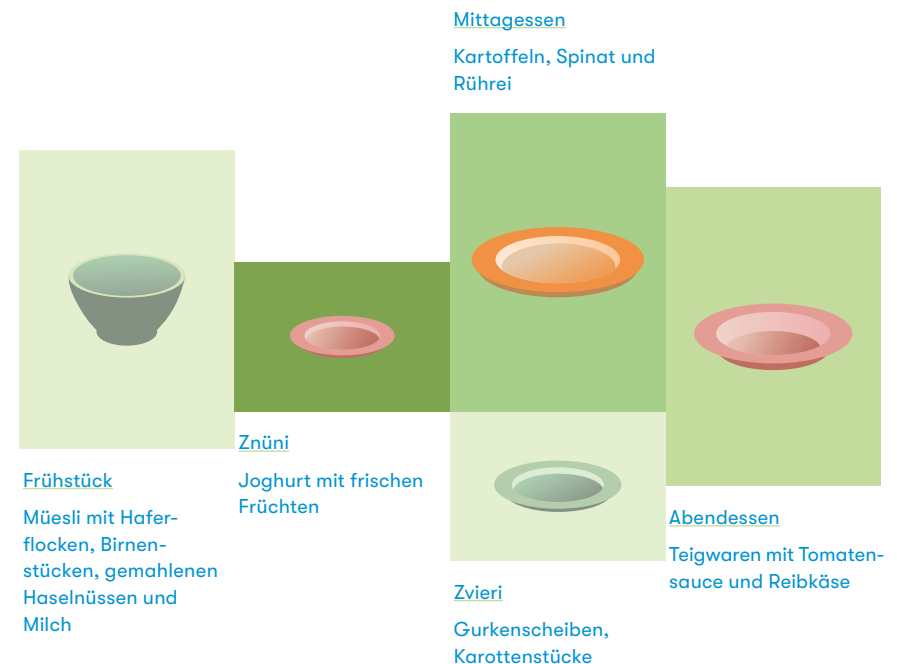 Mittagessen
Kartoffeln, Spinat und
Rührei
Frühstück
Müesli mit Hafer-
flocken, Birnen-
stücken, gemahlenen
Haselnüssen und
Milch
Znüni
Joghurt mit frischen
Früchten
Zvieri
Gurkenscheiben,
Karottenstücke
Abendessen
Teigwaren mit Tomaten-
sauce und Reibkäse